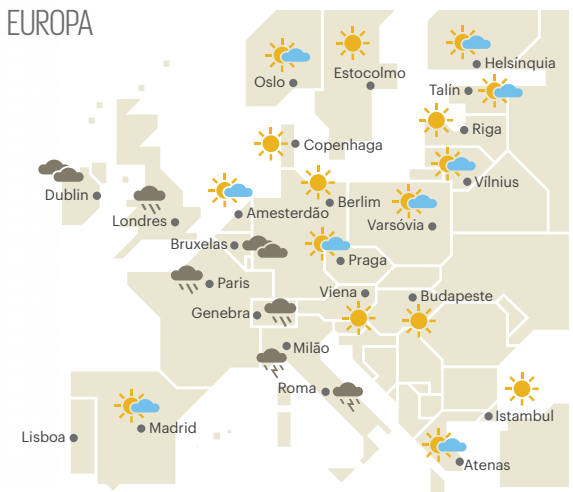 EUROPA
Oslo
Estocolmo
Helsínquia
Talín
Riga
Copenhaga
Vílnius
Dublin
Londres
Amesterdão
Berlim
Varsóvia
Bruxelas
Praga
Paris
Viena
Budapeste
Genebra
Milão
Roma
Istambul
Madrid
Lisboa
Atenas